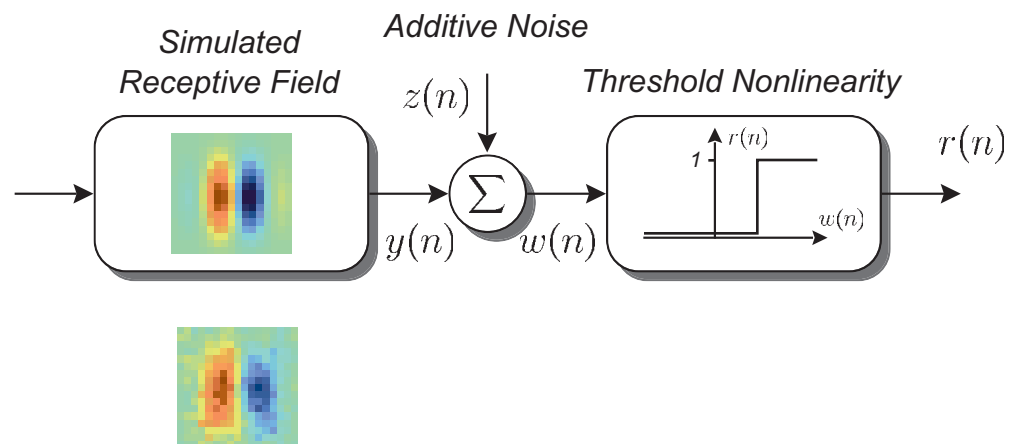 Simulated
Receptive Field
Additive Noise
z(n)
Threshold Nonlinearity
y(n)
Σ
w(n)
1
r(n)
w(n)
r(n)